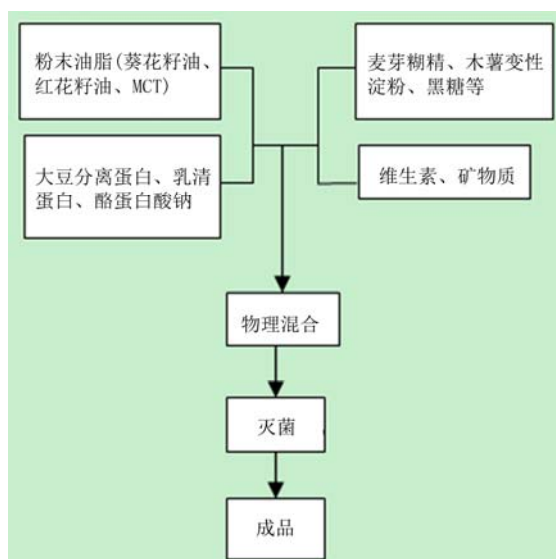 粉末油脂(葵花籽油、
红花籽油、MCT)
麦芽糊精、木薯变性
淀粉、黑糖等
大豆分离蛋白、乳清
蛋白、酪蛋白酸钠
维生素、矿物质
物理混合
灭菌
成品